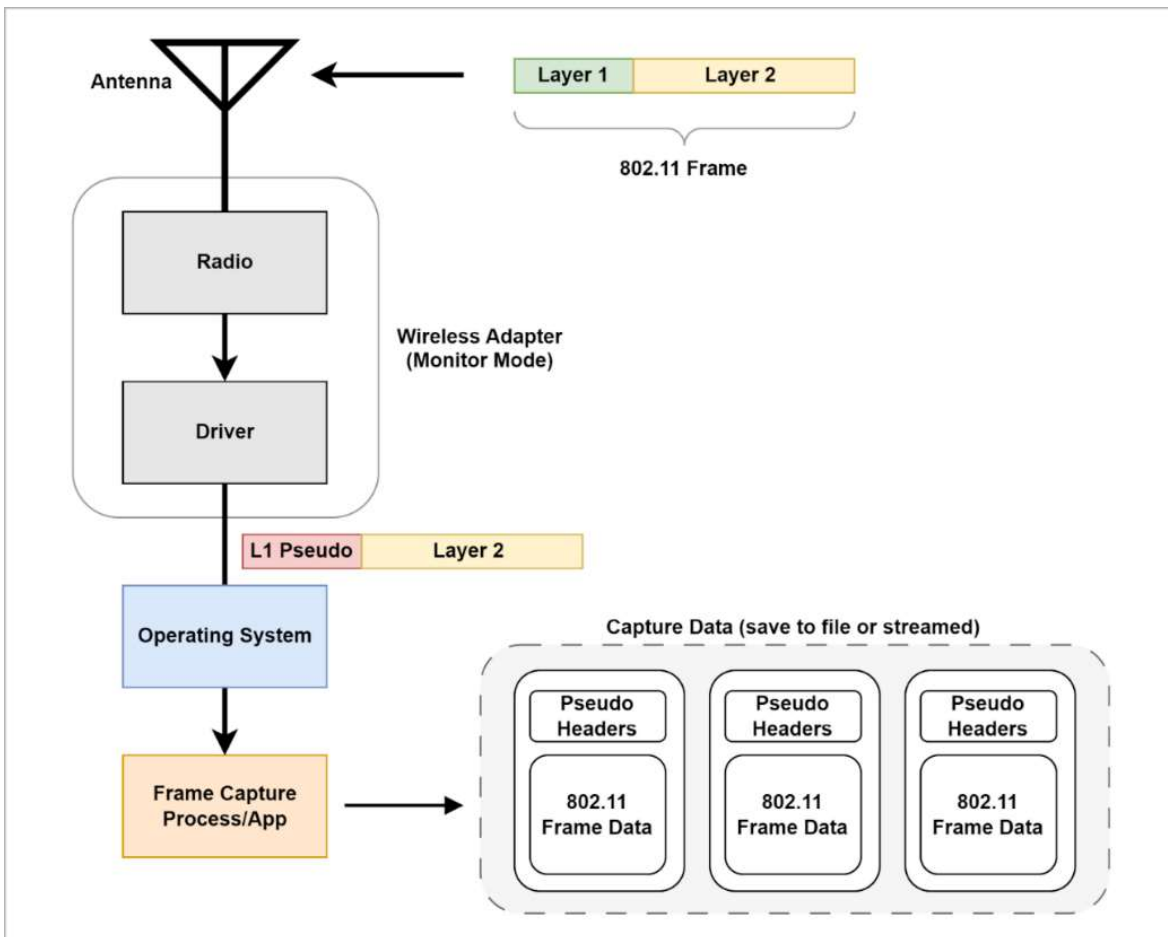 Antenna
Layer 1
Layer 2
802.11 Frame
Radio
Wireless Adapter
(Monitor Mode)
Driver
L1 Pseudo
Layer 2
Operating System
Capture Data (save to file or streamed)
Pseudo
Headers
Pseudo
Headers
Pseudo
Headers
Frame Capture
Process/App
802.11
Frame Data
802.11
Frame Data
802.11
Frame Data